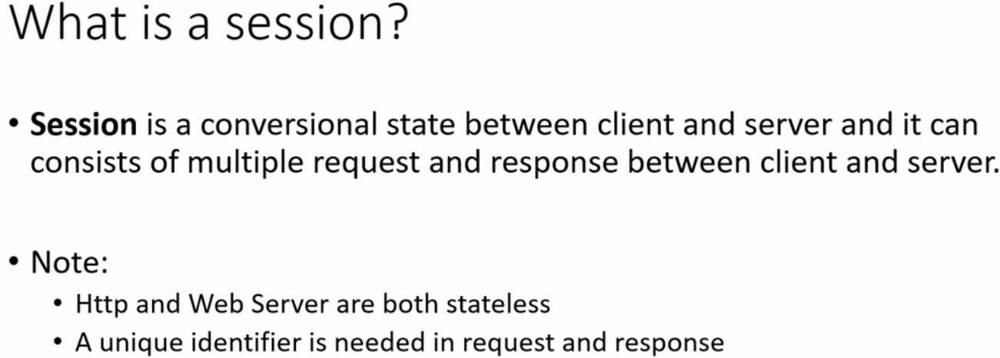 What is a session?
• Session is a conversional state between client and server and it can
consists of multiple request and response between client and server.
• Note:
• Http and Web Server are both stateless
• A unique identifier is needed in request and response